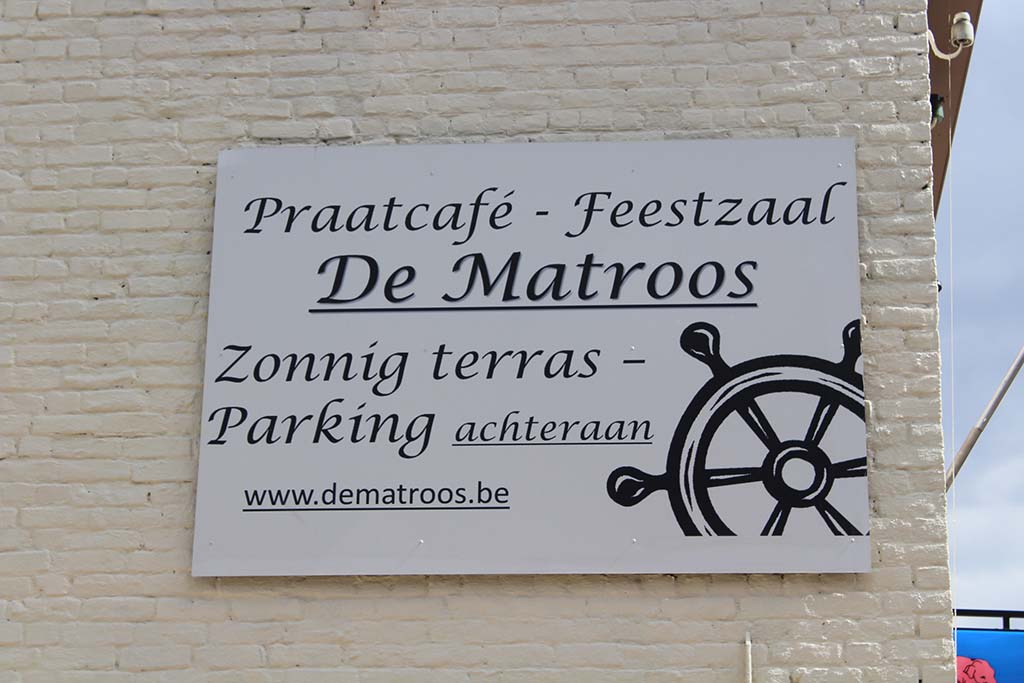 Praatcafé - Feestzaal
De Matroos
Zonnig terras –
Parking achteraan
www.dematroos.be